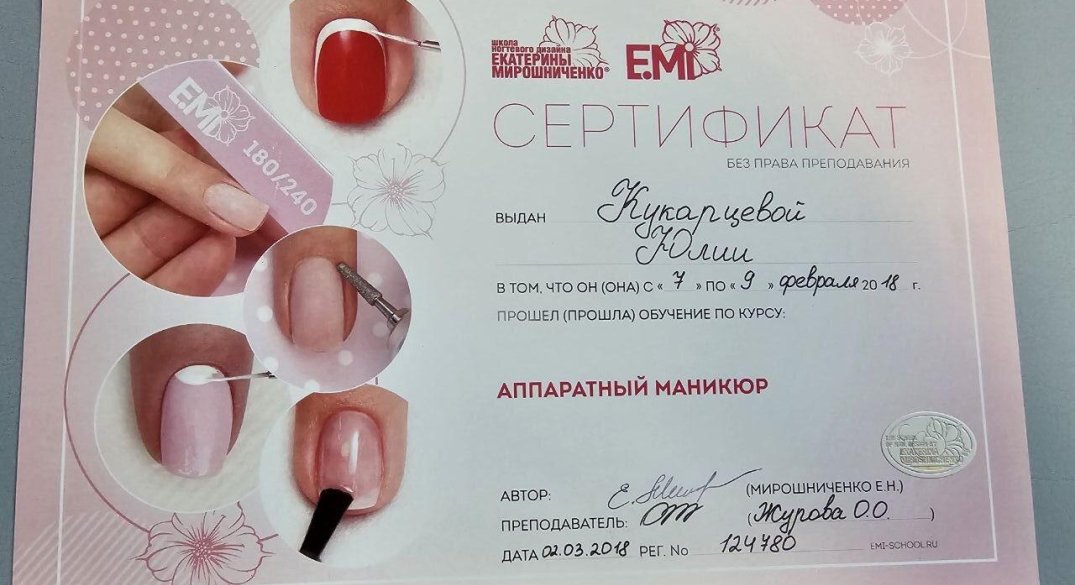 школа
ногтевого дизайна
ЕКАТЕРИНЫ
МИРОШНИЧЕНКО®
E.MI®
E.MI
180/240
СЕРТИФИКАТ
БЕЗ ПРАВА ПРЕПОДАВАНИЯ
ВЫДАН Кукарцевой
Юлии
В ТОМ, ЧТО ОН (ОНА) С « 7 » ПО « 9 » февраля 20 18 г.
ПРОШЕЛ (ПРОШЛА) ОБУЧЕНИЕ ПО КУРСУ:
АППАРАТНЫЙ МАНИКЮР
АВТОР: (МИРОШНИЧЕНКО Е.Н.)
ПРЕПОДАВАТЕЛЬ: (Журова О.О.)
ДАТА 02.03.2018 РЕГ. No 124780
EMI-SCHOOL.RU